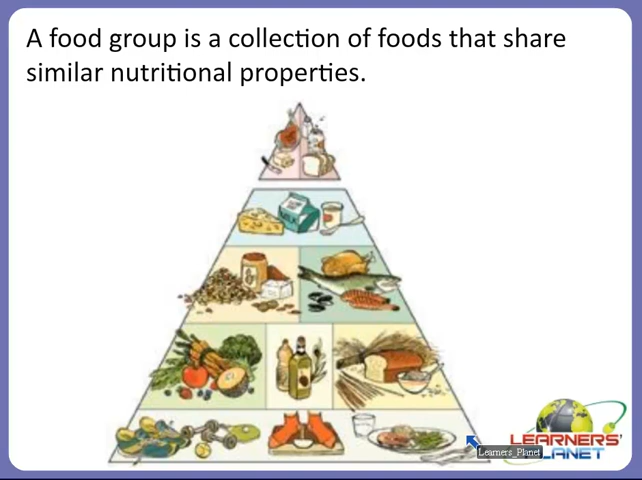 A food group is a collection of foods that share
similar nutritional properties.
Learners_Planet
LEARNERS'
PLANET